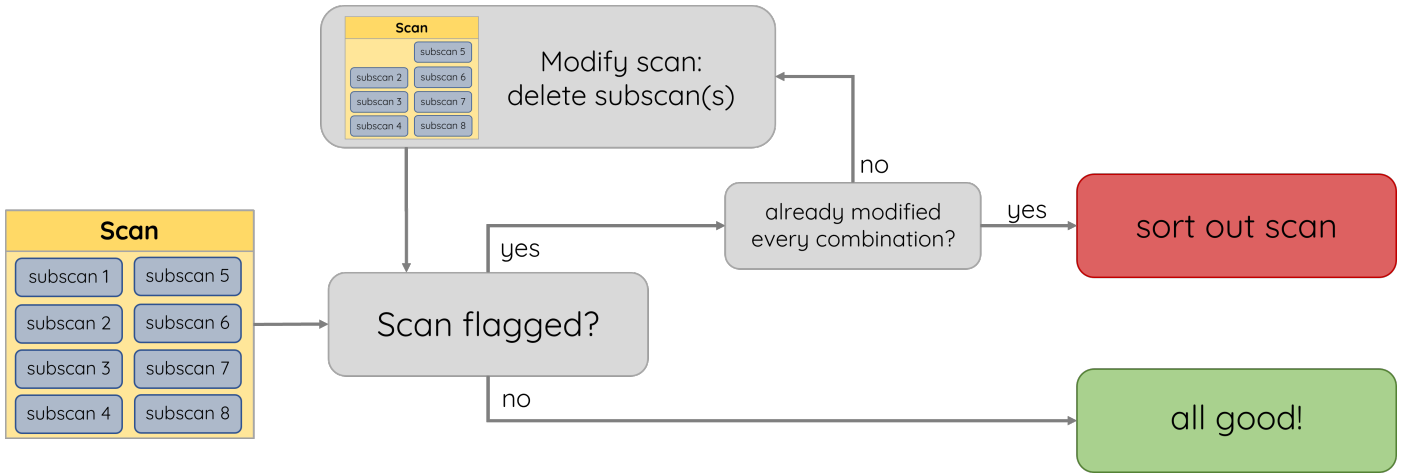 Scan
subscan 5
subscan 2 subscan 6
subscan 3 subscan 7
subscan 4 subscan 8
Modify scan:
delete subscan(s)
no
already modified
every combination?
yes
sort out scan
Scan
subscan 1 subscan 5
subscan 2 subscan 6
subscan 3 subscan 7
subscan 4 subscan 8
yes
Scan flagged?
no
all good!